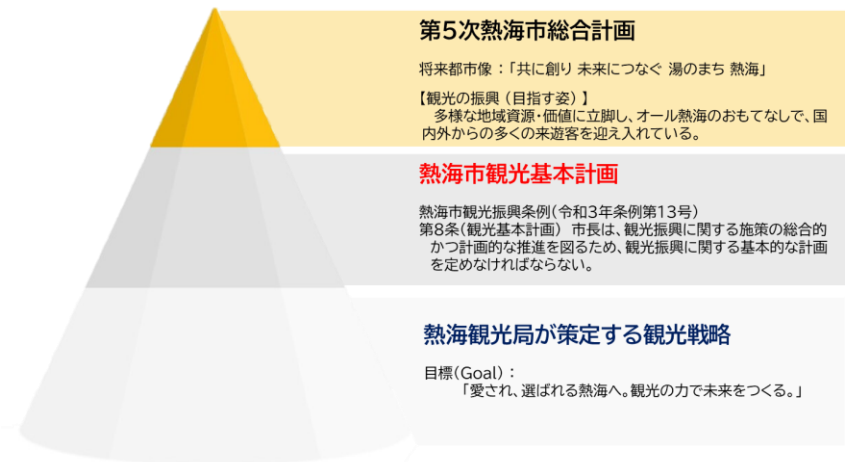 第5次熱海市総合計画
将来都市像：「共に創り 未来につなぐ 湯のまち 熱海」
【観光の振興（目指す姿）】
多様な地域資源・価値に立脚し、オール熱海のおもてなしで、国
内外からの多くの来遊客を迎え入れている。
熱海市観光基本計画
熱海市観光振興条例（令和3年条例第13号）
第8条（観光基本計画） 市長は、観光振興に関する施策の総合的
かつ計画的な推進を図るため、観光振興に関する基本的な計画
を定めなければならない。
熱海観光局が策定する観光戦略
目標（Goal）：
「愛され、選ばれる熱海へ。観光の力で未来をつくる。」